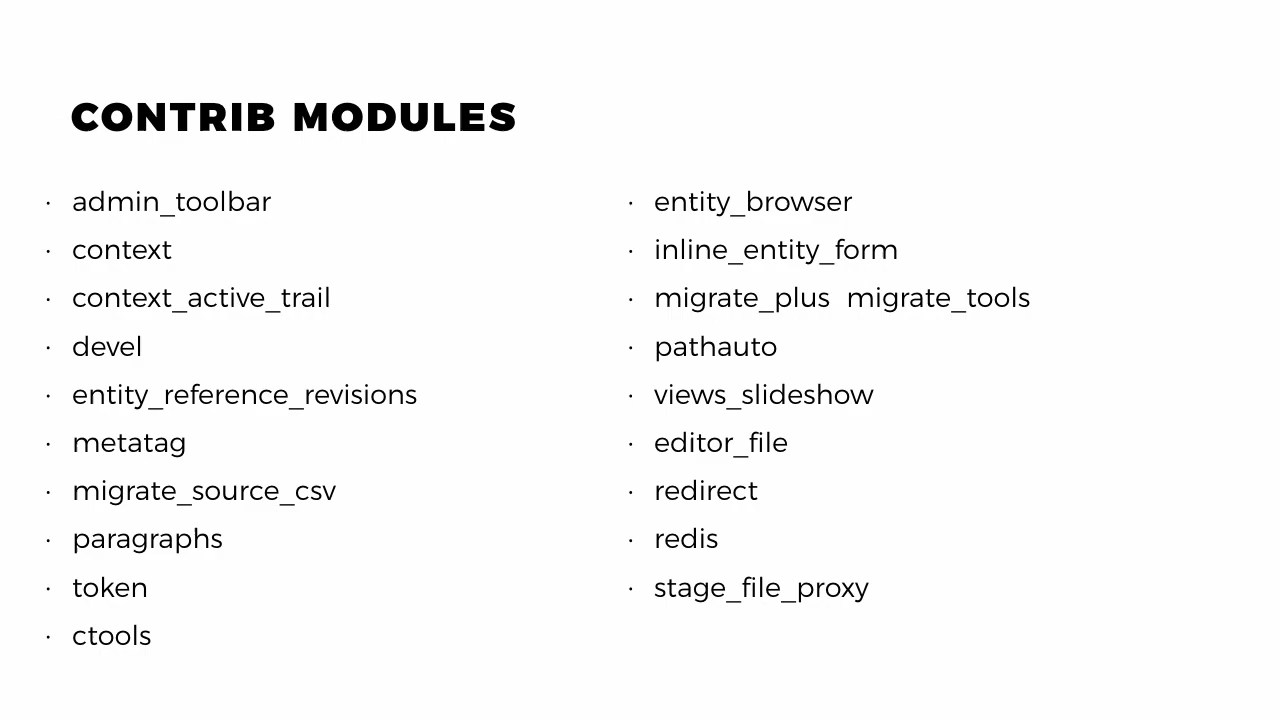 CONTRIB MODULES
· admin_toolbar
· context
· context_active_trail
· devel
· entity_reference_revisions
· metatag
· migrate_source_csv
· paragraphs
· token
· ctools
· entity_browser
· inline_entity_form
· migrate_plus  migrate_tools
· pathauto
· views_slideshow
· editor_file
· redirect
· redis
· stage_file_proxy